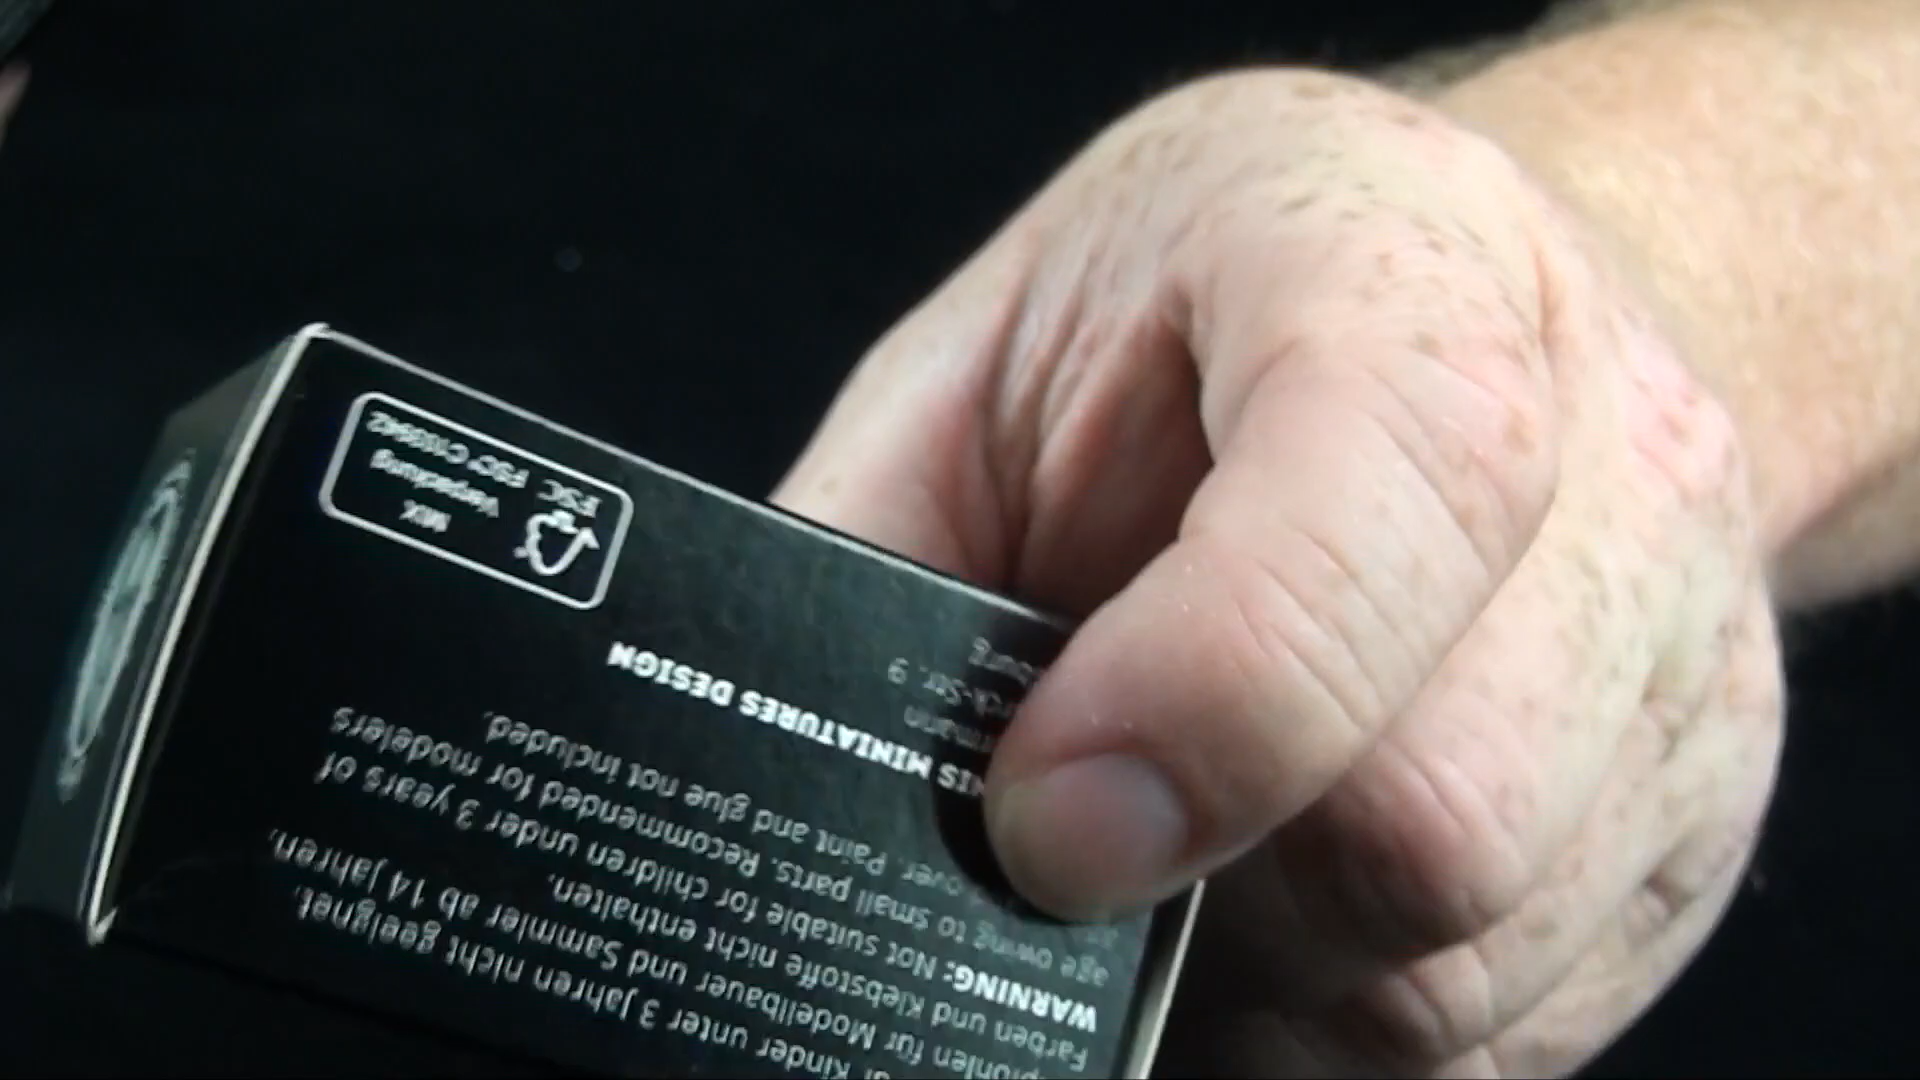 Kinder unter 3 Jahren nicht geeignet.
für Modellbauer und Sammler ab 14 Jahren.
Farben und Klebstoffe nicht enthalten.
WARNING: Not suitable for children under 3 years of
age owing to small parts. Recommended for modelers
over. Paint and glue not included.
MINIATURES DESIGN
-Str. 9
MIX
Verpackung
FSC FSC® C103942